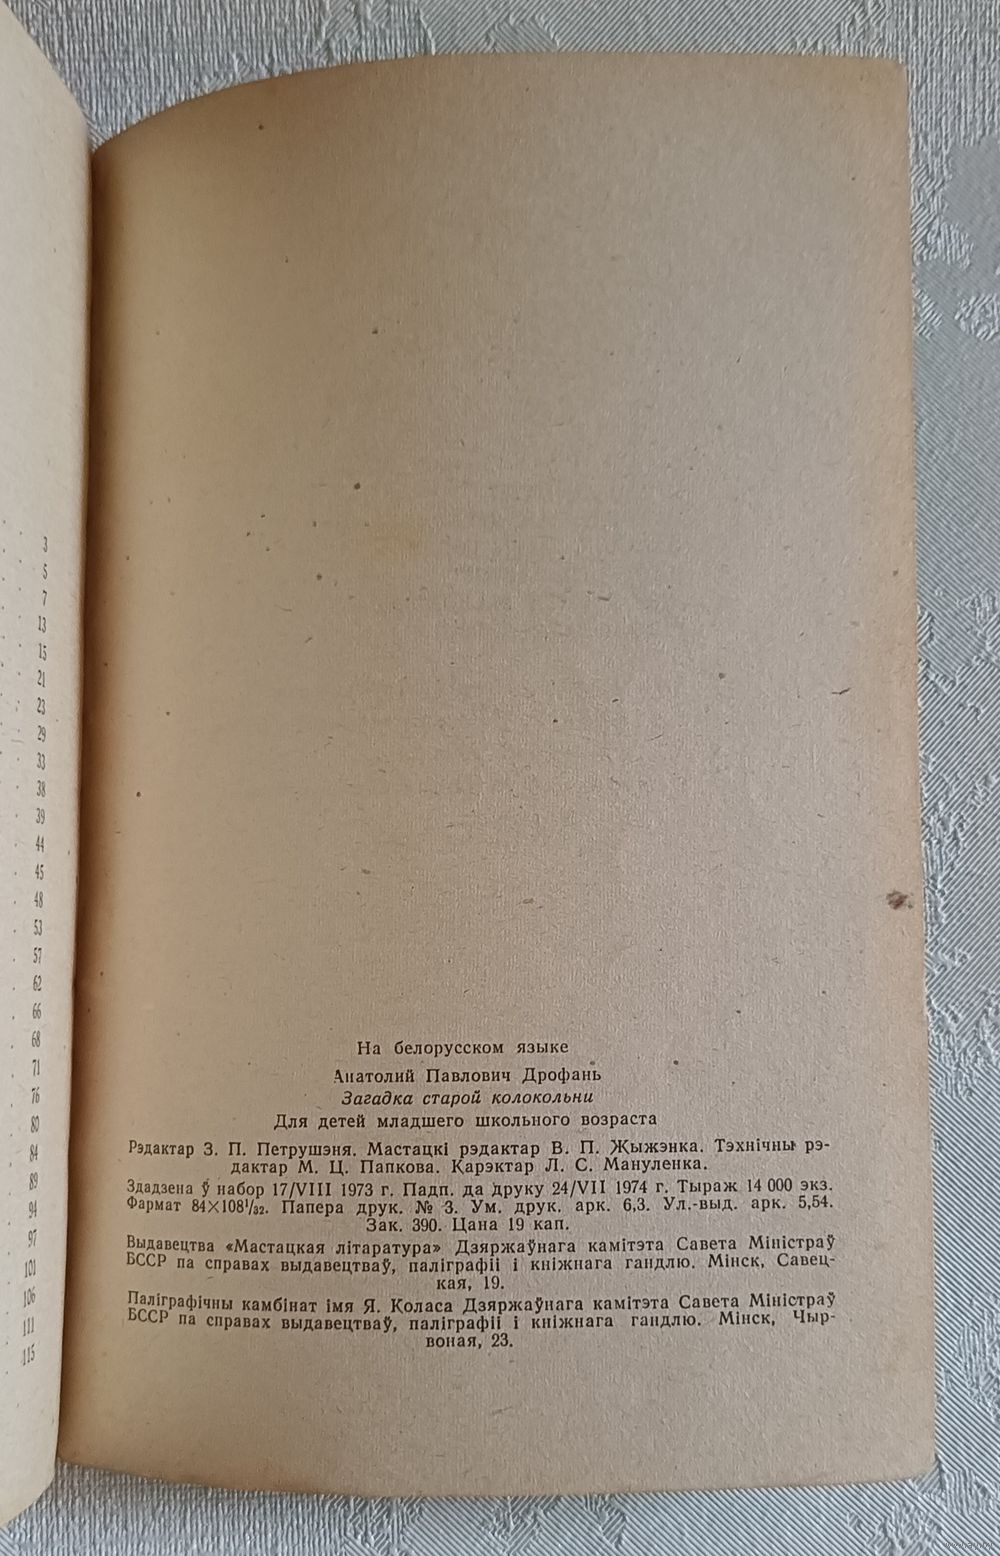 3
5
7
13
15
21
23
29
33
38
39
44
45
48
53
57
62
66
68
71
76
80
84
89
94
97
101
106
111
115
На белорусском языке
Анатолий Павлович Дрофань
Загадка старой колокольни
Для детей младшего школьного возраста
Рэдактар З. П. Петрушэня. Мастацкі рэдактар В. П. Жыжэнка. Тэхнічны рэ-
дактар М. Ц. Папкова. Карэктар Л. С. Мануленка.
Здадзена ў набор 17/VIII 1973 г. Падп. да друку 24/VII 1974 г. Тыраж 14 000 экз.
Фармат 84×108¹/₃₂. Папера друк. № 3. Ум. друк. арк. 6,3. Ул.-выд. арк. 5,54.
Зак. 390. Цана 19 кап.
Выдавецтва «Мастацкая літаратура» Дзяржаўнага камітэта Савета Міністраў
БССР па справах выдавецтваў, паліграфіі і кніжнага гандлю. Мінск, Савец-
кая, 19.
Паліграфічны камбінат імя Я. Коласа Дзяржаўнага камітэта Савета Міністраў
БССР па справах выдавецтваў, паліграфіі і кніжнага гандлю. Мінск, Чыр-
воная, 23.